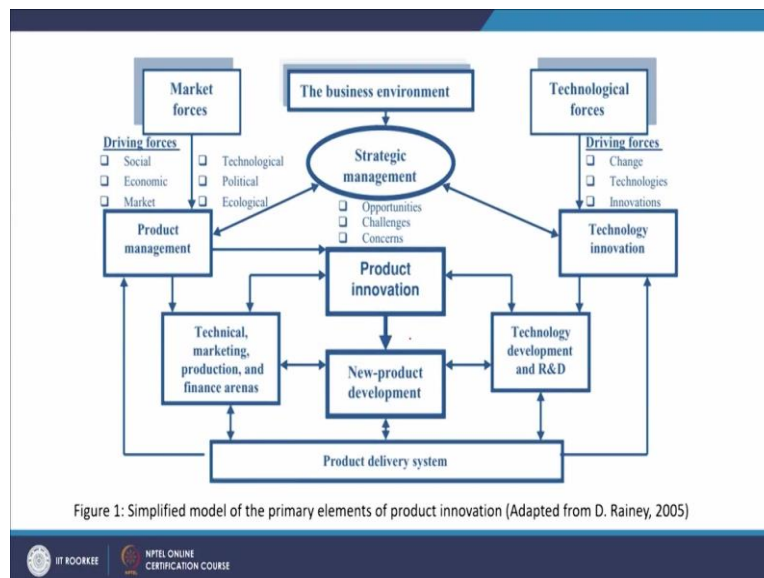 Market
forces
The business environment
Technological
forces
Driving forces
❑ Social
❑ Economic
❑ Market
❑ Technological
❑ Political
❑ Ecological
Strategic
management
❑ Opportunities
❑ Challenges
❑ Concerns
Driving forces
❑ Change
❑ Technologies
❑ Innovations
Product
management
Technology
innovation
Product
innovation
Technical,
marketing,
production, and
finance arenas
New-product
development
Technology
development
and R&D
Product delivery system
Figure 1: Simplified model of the primary elements of product innovation (Adapted from D. Rainey, 2005)
IIT ROORKEE
NPTEL ONLINE
CERTIFICATION COURSE